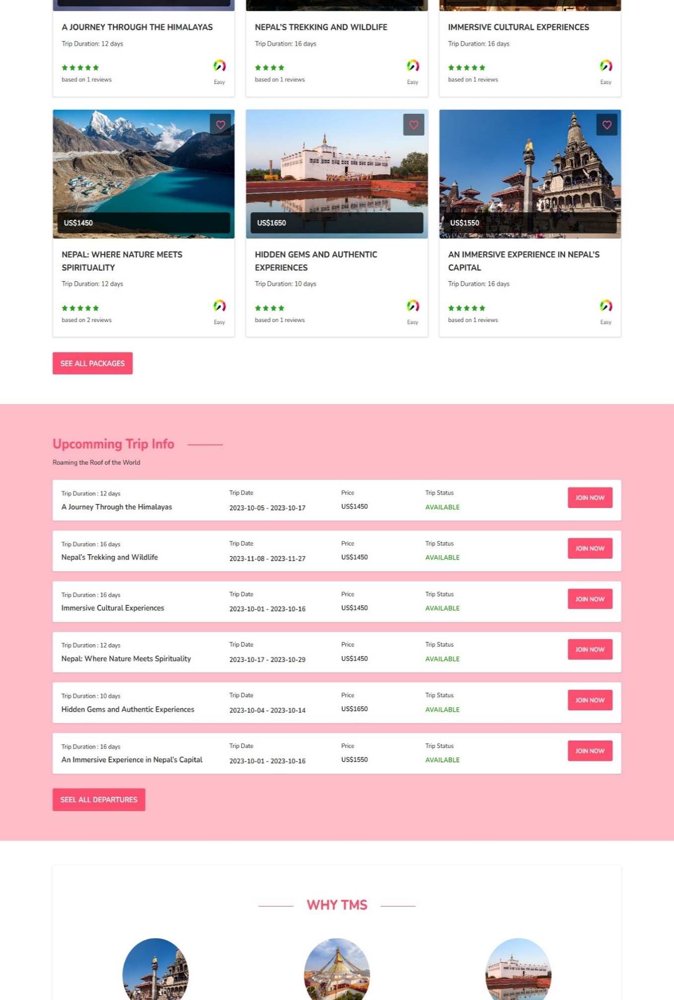 A JOURNEY THROUGH THE HIMALAYAS
Trip Duration: 12 days
based on 1 reviews
Easy
NEPAL'S TREKKING AND WILDLIFE
Trip Duration: 16 days
based on 1 reviews
Easy
IMMERSIVE CULTURAL EXPERIENCES
Trip Duration: 16 days
based on 1 reviews
Easy
US$1450
NEPAL: WHERE NATURE MEETS
SPIRITUALITY
Trip Duration: 12 days
based on 2 reviews
Easy
US$1650
HIDDEN GEMS AND AUTHENTIC
EXPERIENCES
Trip Duration: 10 days
based on 1 reviews
Easy
US$1550
AN IMMERSIVE EXPERIENCE IN NEPAL'S
CAPITAL
Trip Duration: 16 days
based on 1 reviews
Easy
SEE ALL PACKAGES
Upcomming Trip Info
Roaming the Roof of the World
Trip Duration : 12 days
A Journey Through the Himalayas
Trip Date
2023-10-05 - 2023-10-17
Price
US$1450
Trip Status
AVAILABLE
JOIN NOW
Trip Duration : 16 days
Nepal's Trekking and Wildlife
Trip Date
2023-11-08 - 2023-11-27
Price
US$1450
Trip Status
AVAILABLE
JOIN NOW
Trip Duration : 16 days
Immersive Cultural Experiences
Trip Date
2023-10-01 - 2023-10-16
Price
US$1450
Trip Status
AVAILABLE
JOIN NOW
Trip Duration : 12 days
Nepal: Where Nature Meets Spirituality
Trip Date
2023-10-17 - 2023-10-29
Price
US$1450
Trip Status
AVAILABLE
JOIN NOW
Trip Duration : 10 days
Hidden Gems and Authentic Experiences
Trip Date
2023-10-04 - 2023-10-14
Price
US$1650
Trip Status
AVAILABLE
JOIN NOW
Trip Duration : 16 days
An Immersive Experience in Nepal's Capital
Trip Date
2023-10-01 - 2023-10-16
Price
US$1550
Trip Status
AVAILABLE
JOIN NOW
SEEL ALL DEPARTURES
WHY TMS